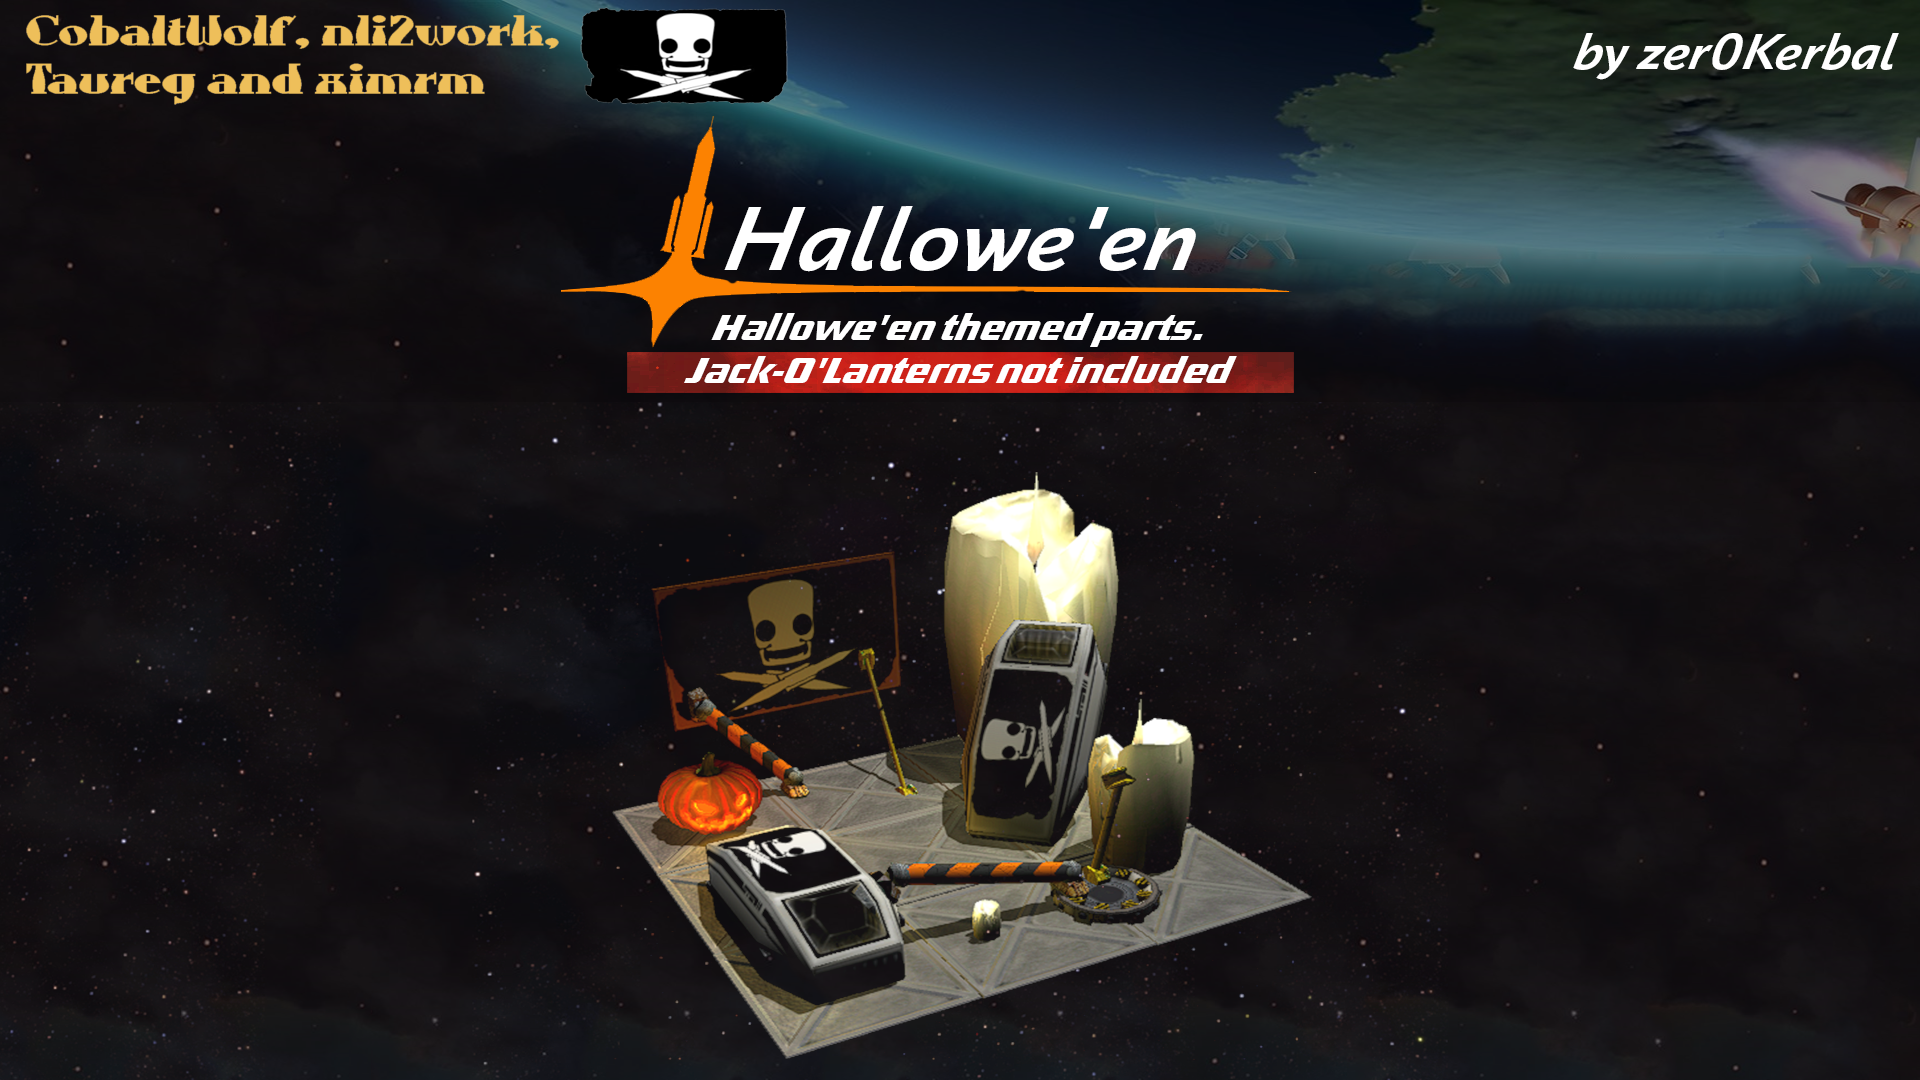 CobaltWolf, nli2work,
Taureg and ximrm
by zer0Kerbal
Hallowe'en
Hallowe'en themed parts.
Jack-O'Lanterns not included